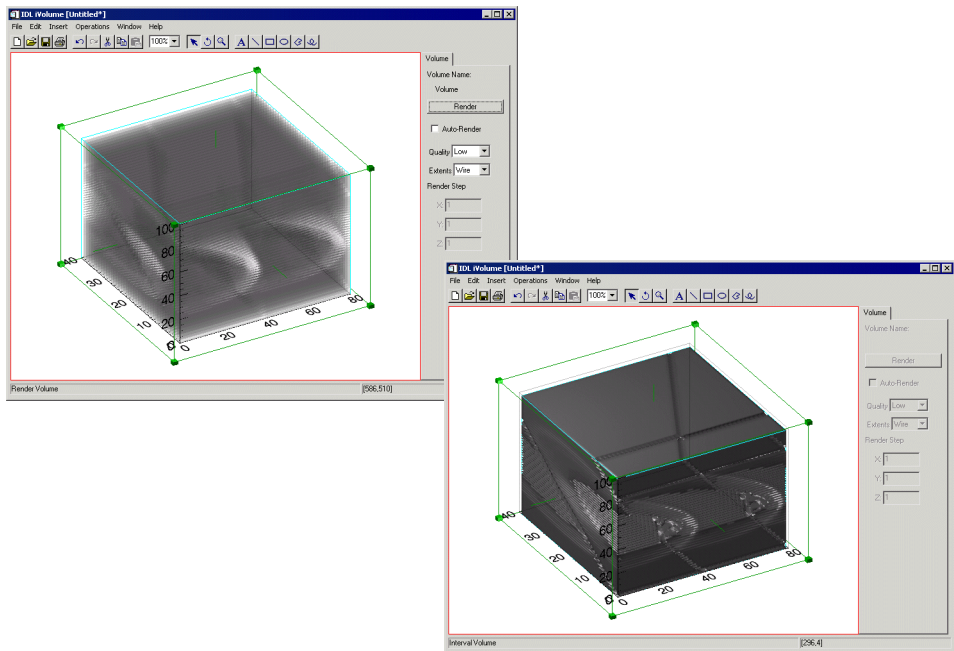 IDL iVolume [Untitled*]
File Edit Insert Operations Window Help
100%
A
Volume
Volume Name:
Volume
Render
Auto-Render
Quality Low
Extents Wire
Render Step
X: 1
Y: 1
Z: 1
100
80
60
40
20
0
40
30
20
10
0
0
20
40
60
80
Render Volume [586,510]
IDL iVolume [Untitled*]
File Edit Insert Operations Window Help
100%
A
Volume
Volume Name:
Render
Auto-Render
Quality Low
Extents Wire
Render Step
X: 1
Y: 1
Z: 1
100
80
60
40
20
0
40
30
20
10
0
0
20
40
60
80
Interval Volume [296,4]